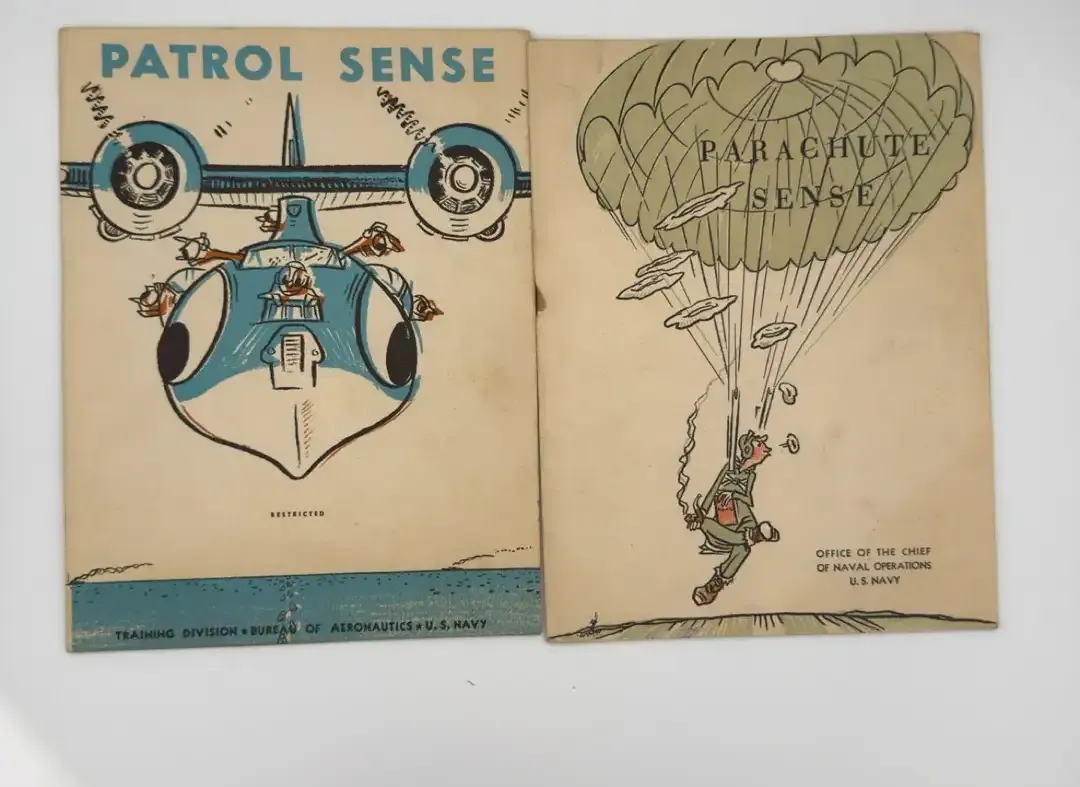 PATROL SENSE
RESTRICTED
TRAINING DIVISION ★ BUREAU OF AERONAUTICS ★ U.S. NAVY
PARACHUTE
SENSE
OFFICE OF THE CHIEF
OF NAVAL OPERATIONS
U.S. NAVY